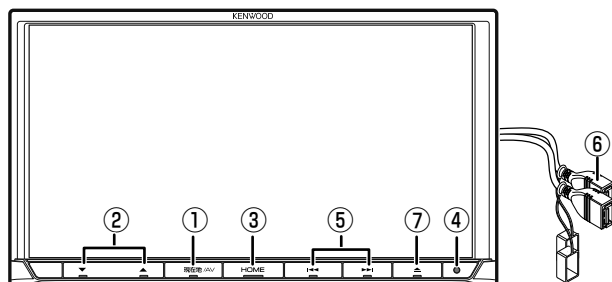 KENWOOD
⑥
② ① ③ ⑤ ⑦ ④
▼ ▲ 現在地/AV HOME |◀◀ ▶▶| ⏏